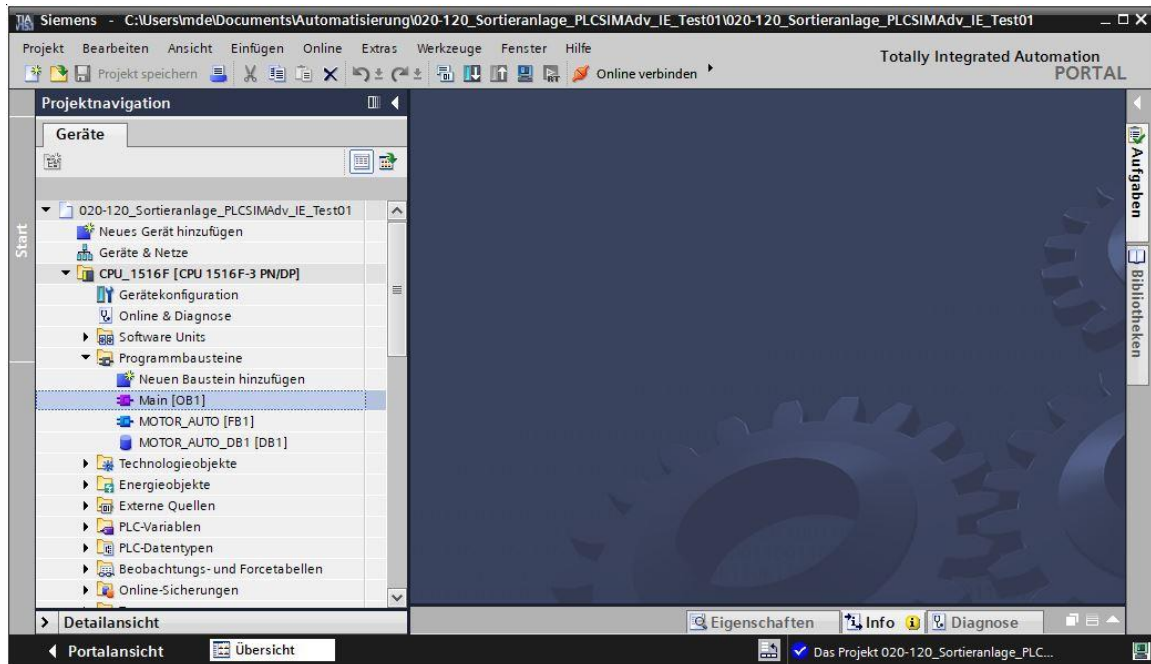 Siemens - C:\Users\mde\Documents\Automatisierung\020-120_Sortieranlage_PLCSIMAdv_IE_Test01\020-120_Sortieranlage_PLCSIMAdv_IE_Test01
Projekt Bearbeiten Ansicht Einfügen Online Extras Werkzeuge Fenster Hilfe
Totally Integrated Automation
PORTAL
Projekt speichern
Online verbinden
Projektnavigation
Geräte
020-120_Sortieranlage_PLCSIMAdv_IE_Test01
Neues Gerät hinzufügen
Geräte & Netze
CPU_1516F [CPU 1516F-3 PN/DP]
Gerätekonfiguration
Online & Diagnose
Software Units
Programmbausteine
Neuen Baustein hinzufügen
Main [OB1]
MOTOR_AUTO [FB1]
MOTOR_AUTO_DB1 [DB1]
Technologieobjekte
Energieobjekte
Externe Quellen
PLC-Variablen
PLC-Datentypen
Beobachtungs- und Forcetabellen
Online-Sicherungen
Detailansicht
Start
Aufgaben
Bibliotheken
Eigenschaften
Info
Diagnose
Portalansicht
Übersicht
Das Projekt 020-120_Sortieranlage_PLC...